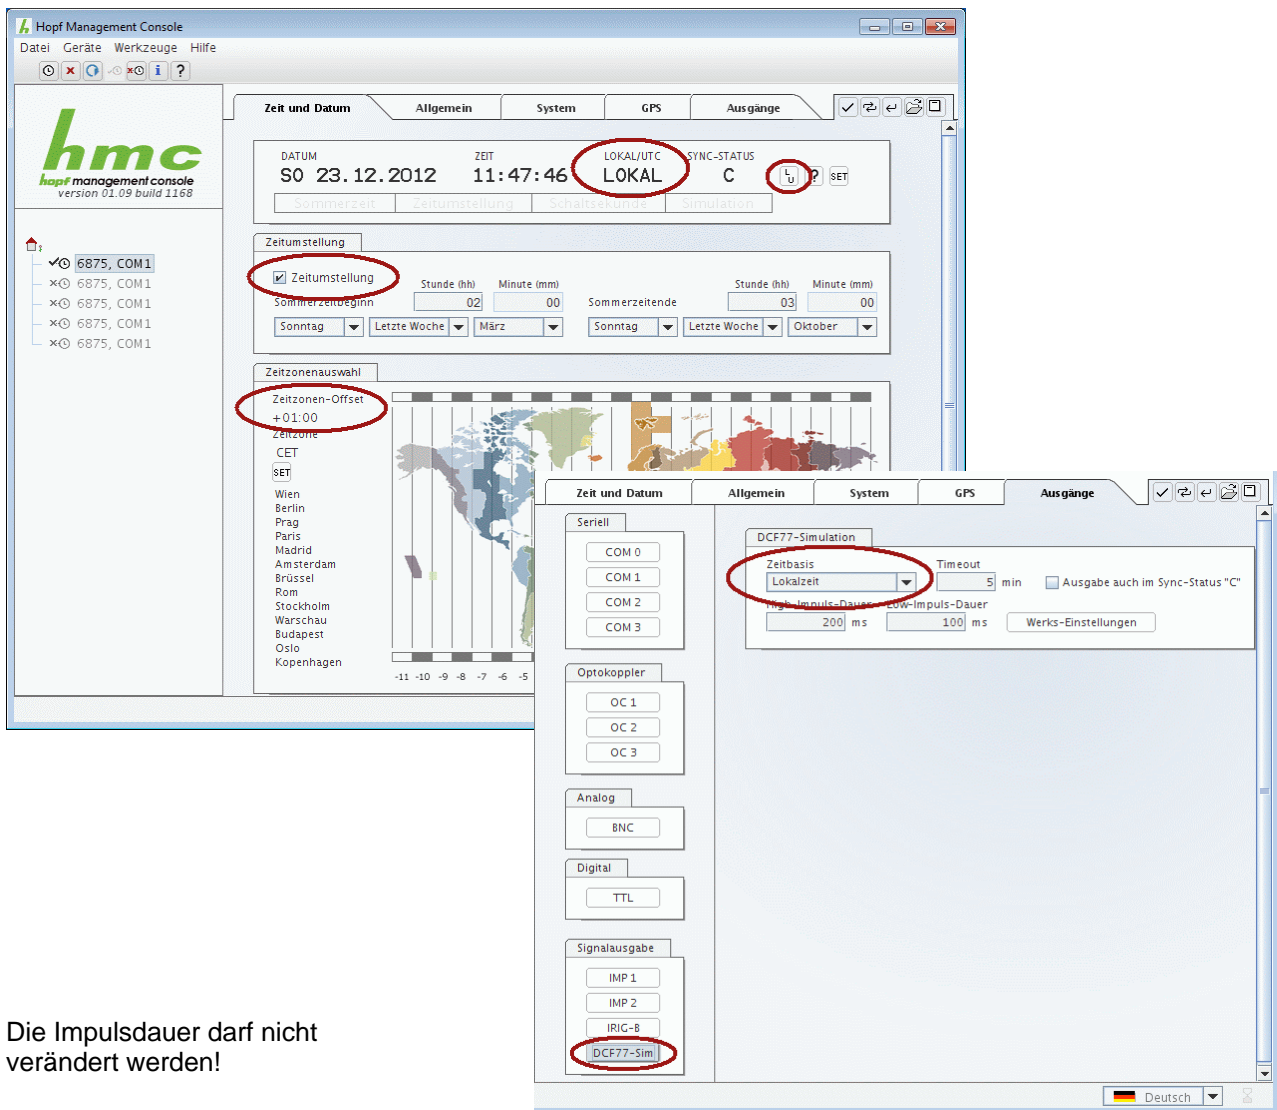 Hopf Management Console
Datei Geräte Werkzeuge Hilfe
hmc
hopf management console
version 01.09 build 1168
6875, COM1
6875, COM1
6875, COM1
6875, COM1
6875, COM1
Zeit und Datum Allgemein System GPS Ausgänge
DATUM ZEIT LOKAL/UTC SYNC-STATUS
SO 23.12.2012 11:47:46 LOKAL C L U ? SET
Sommerzeit Zeitumstellung Schaltsekunde Simulation
Zeitumstellung
Zeitumstellung
Stunde (hh) Minute (mm) Stunde (hh) Minute (mm)
Sommerzeitbeginn 02 00 Sommerzeitende 03 00
Sonntag Letzte Woche März Sonntag Letzte Woche Oktober
Zeitzonenauswahl
Zeitzonen-Offset
+01:00
Zeitzone
CET
SET
Wien
Berlin
Prag
Paris
Madrid
Amsterdam
Brüssel
Rom
Stockholm
Warschau
Budapest
Oslo
Kopenhagen
-11 -10 -9 -8 -7 -6 -5
Zeit und Datum Allgemein System GPS Ausgänge
Seriell
COM 0
COM 1
COM 2
COM 3
Optokoppler
OC 1
OC 2
OC 3
Analog
BNC
Digital
TTL
Signalausgabe
IMP 1
IMP 2
IRIG-B
DCF77-Sim
DCF77-Simulation
Zeitbasis Timeout
Lokalzeit 5 min Ausgabe auch im Sync-Status "C"
High-Impuls-Dauer Low-Impuls-Dauer
200 ms 100 ms Werks-Einstellungen
Deutsch
Die Impulsdauer darf nicht
verändert werden!